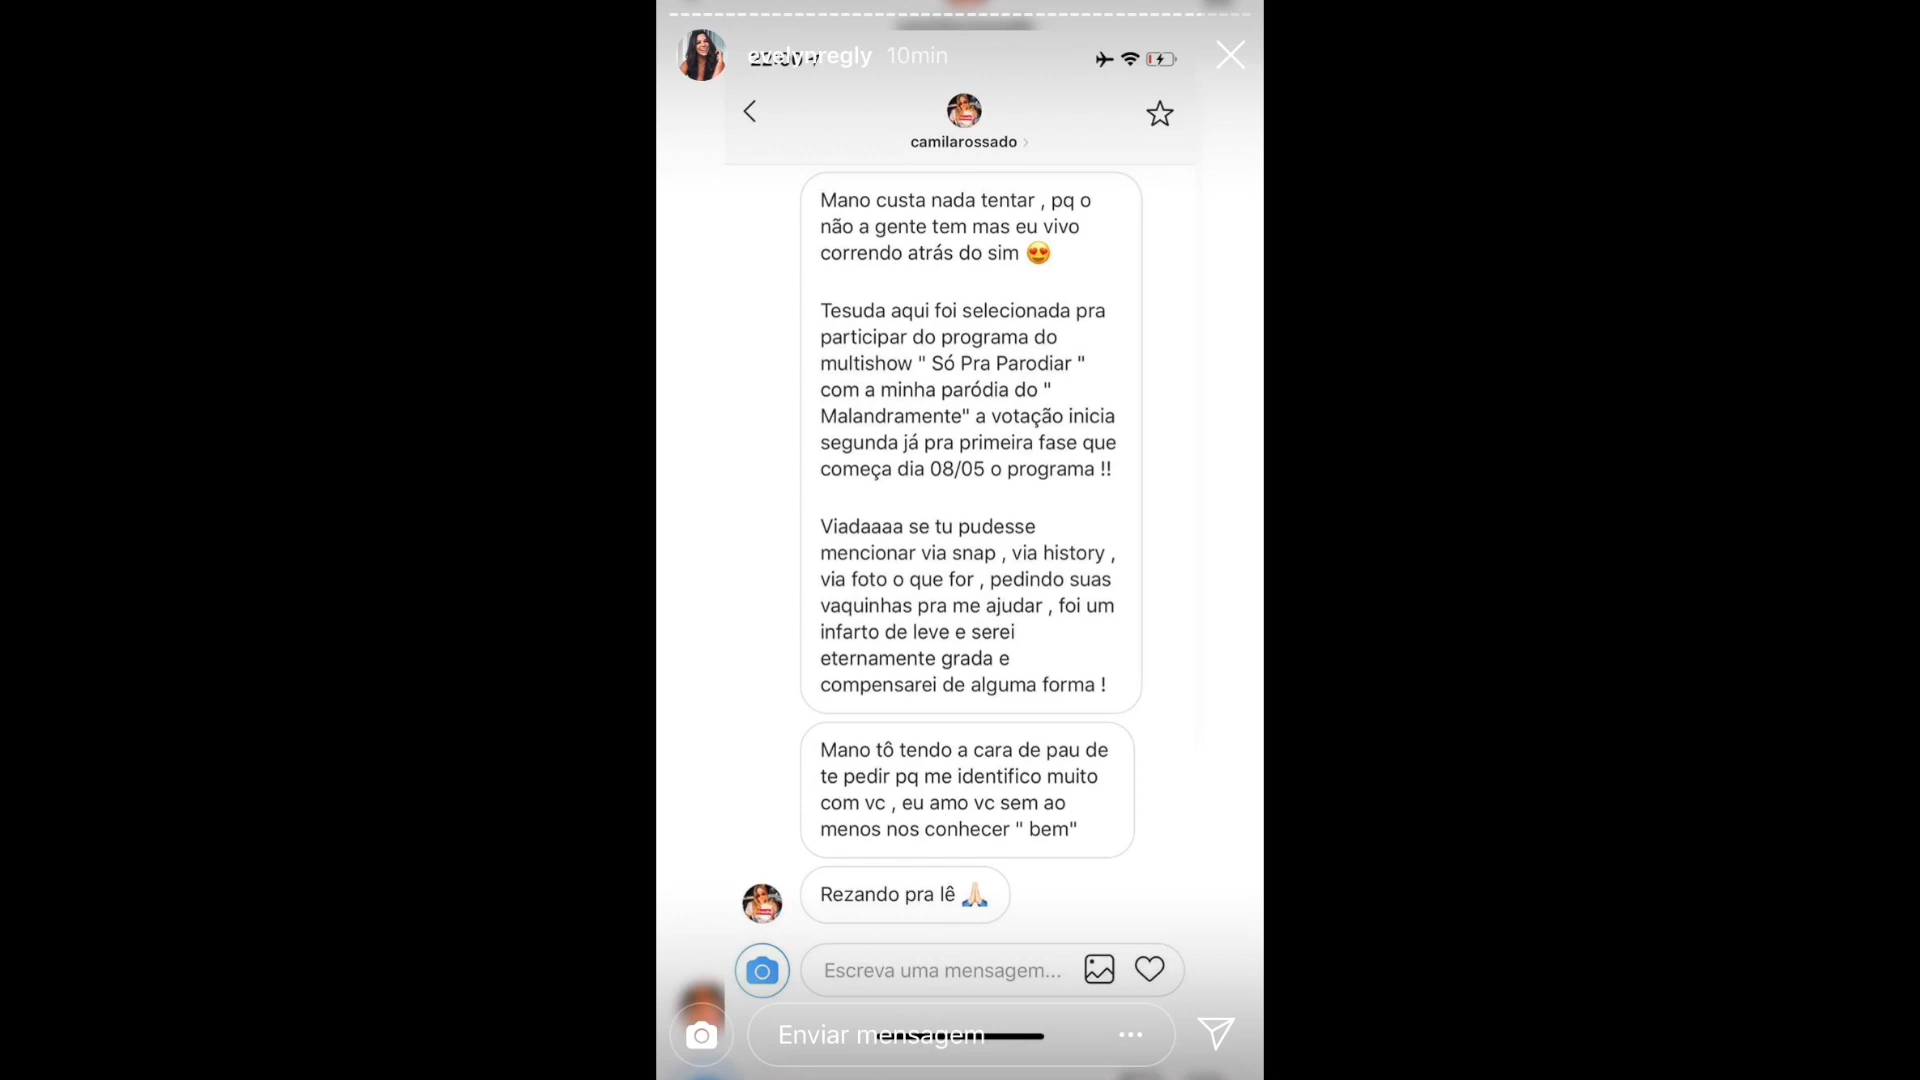 evelynregly 10min
camilarossado
Mano custa nada tentar , pq o
não a gente tem mas eu vivo
correndo atrás do sim 😍
Tesuda aqui foi selecionada pra
participar do programa do
multishow " Só Pra Parodiar "
com a minha paródia do "
Malandramente" a votação inicia
segunda já pra primeira fase que
começa dia 08/05 o programa !!
Viadaaaa se tu pudesse
mencionar via snap , via history ,
via foto o que for , pedindo suas
vaquinhas pra me ajudar , foi um
infarto de leve e serei
eternamente grada e
compensarei de alguma forma !
Mano tô tendo a cara de pau de
te pedir pq me identifico muito
com vc , eu amo vc sem ao
menos nos conhecer " bem"
Rezando pra lê 🙏🏻
Escreva uma mensagem...
Enviar mensagem